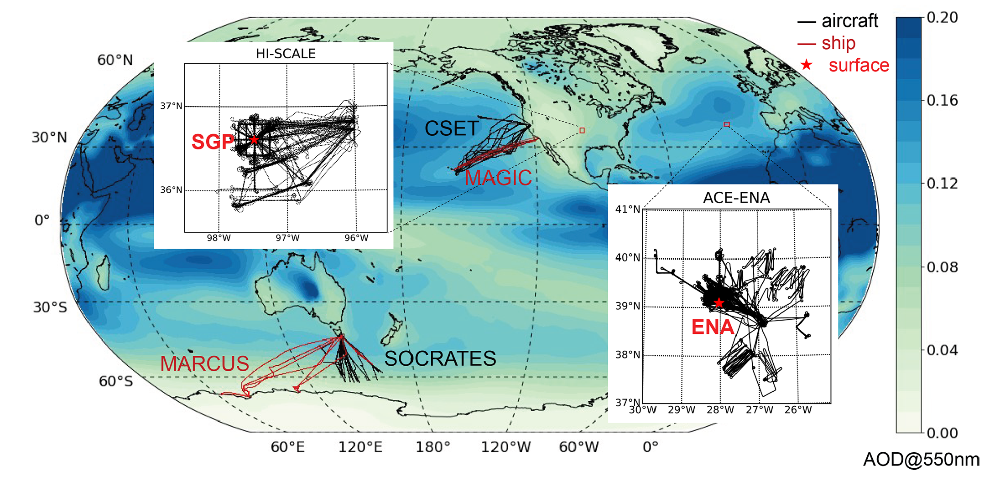 aircraft
ship
surface
60°N
30°N
0°
30°S
60°S
HI-SCALE
37°N
36°N
98°W
97°W
96°W
SGP
CSET
MAGIC
ACE-ENA
41°N
40°N
39°N
38°N
37°N
30°W
29°W
28°W
27°W
26°W
ENA
MARCUS
SOCRATES
60°E
120°E
180°
120°W
60°W
0°
0.20
0.16
0.12
0.08
0.04
0.00
AOD@550nm